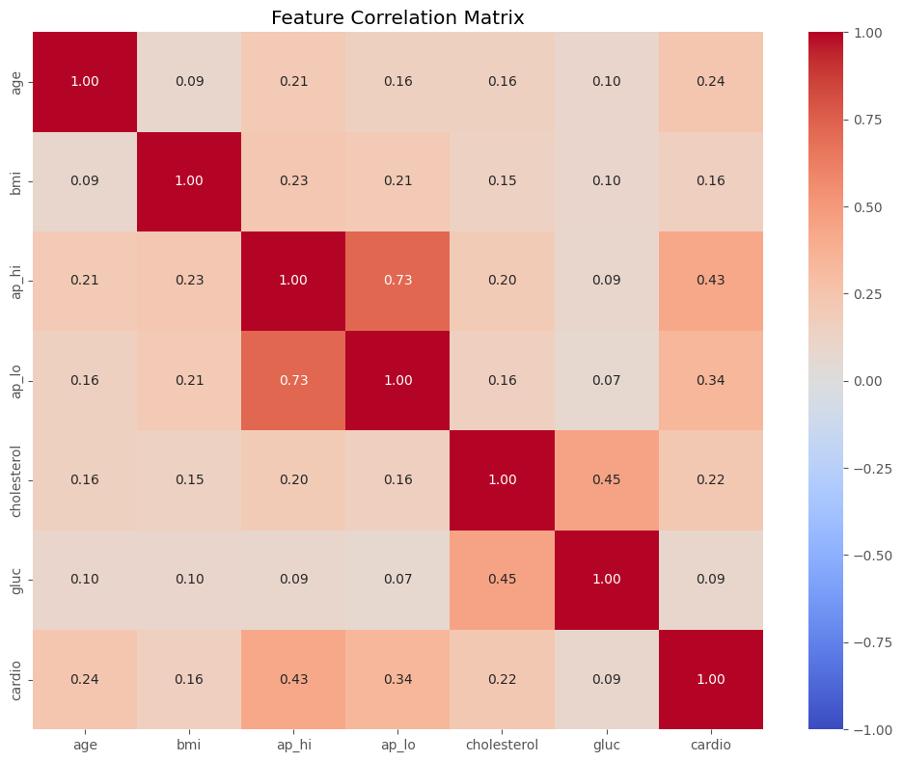 Feature Correlation Matrix
age 1.00 0.09 0.21 0.16 0.16 0.10 0.24
bmi 0.09 1.00 0.23 0.21 0.15 0.10 0.16
ap_hi 0.21 0.23 1.00 0.73 0.20 0.09 0.43
ap_lo 0.16 0.21 0.73 1.00 0.16 0.07 0.34
cholesterol 0.16 0.15 0.20 0.16 1.00 0.45 0.22
gluc 0.10 0.10 0.09 0.07 0.45 1.00 0.09
cardio 0.24 0.16 0.43 0.34 0.22 0.09 1.00
age bmi ap_hi ap_lo cholesterol gluc cardio
1.00
0.75
0.50
0.25
0.00
−0.25
−0.50
−0.75
−1.00